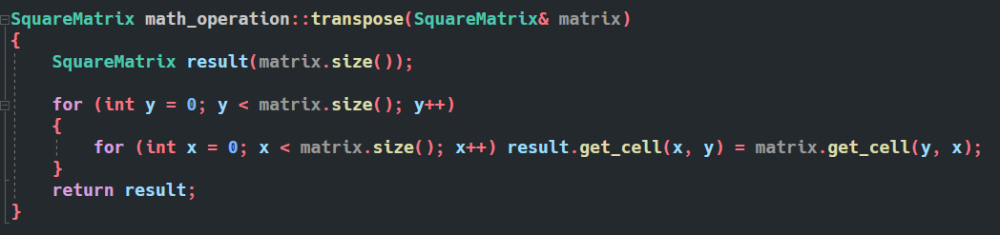 SquareMatrix math_operation::transpose(SquareMatrix& matrix)
{
    SquareMatrix result(matrix.size());

    for (int y = 0; y < matrix.size(); y++)
    {
        for (int x = 0; x < matrix.size(); x++) result.get_cell(x, y) = matrix.get_cell(y, x);
    }
    return result;
}